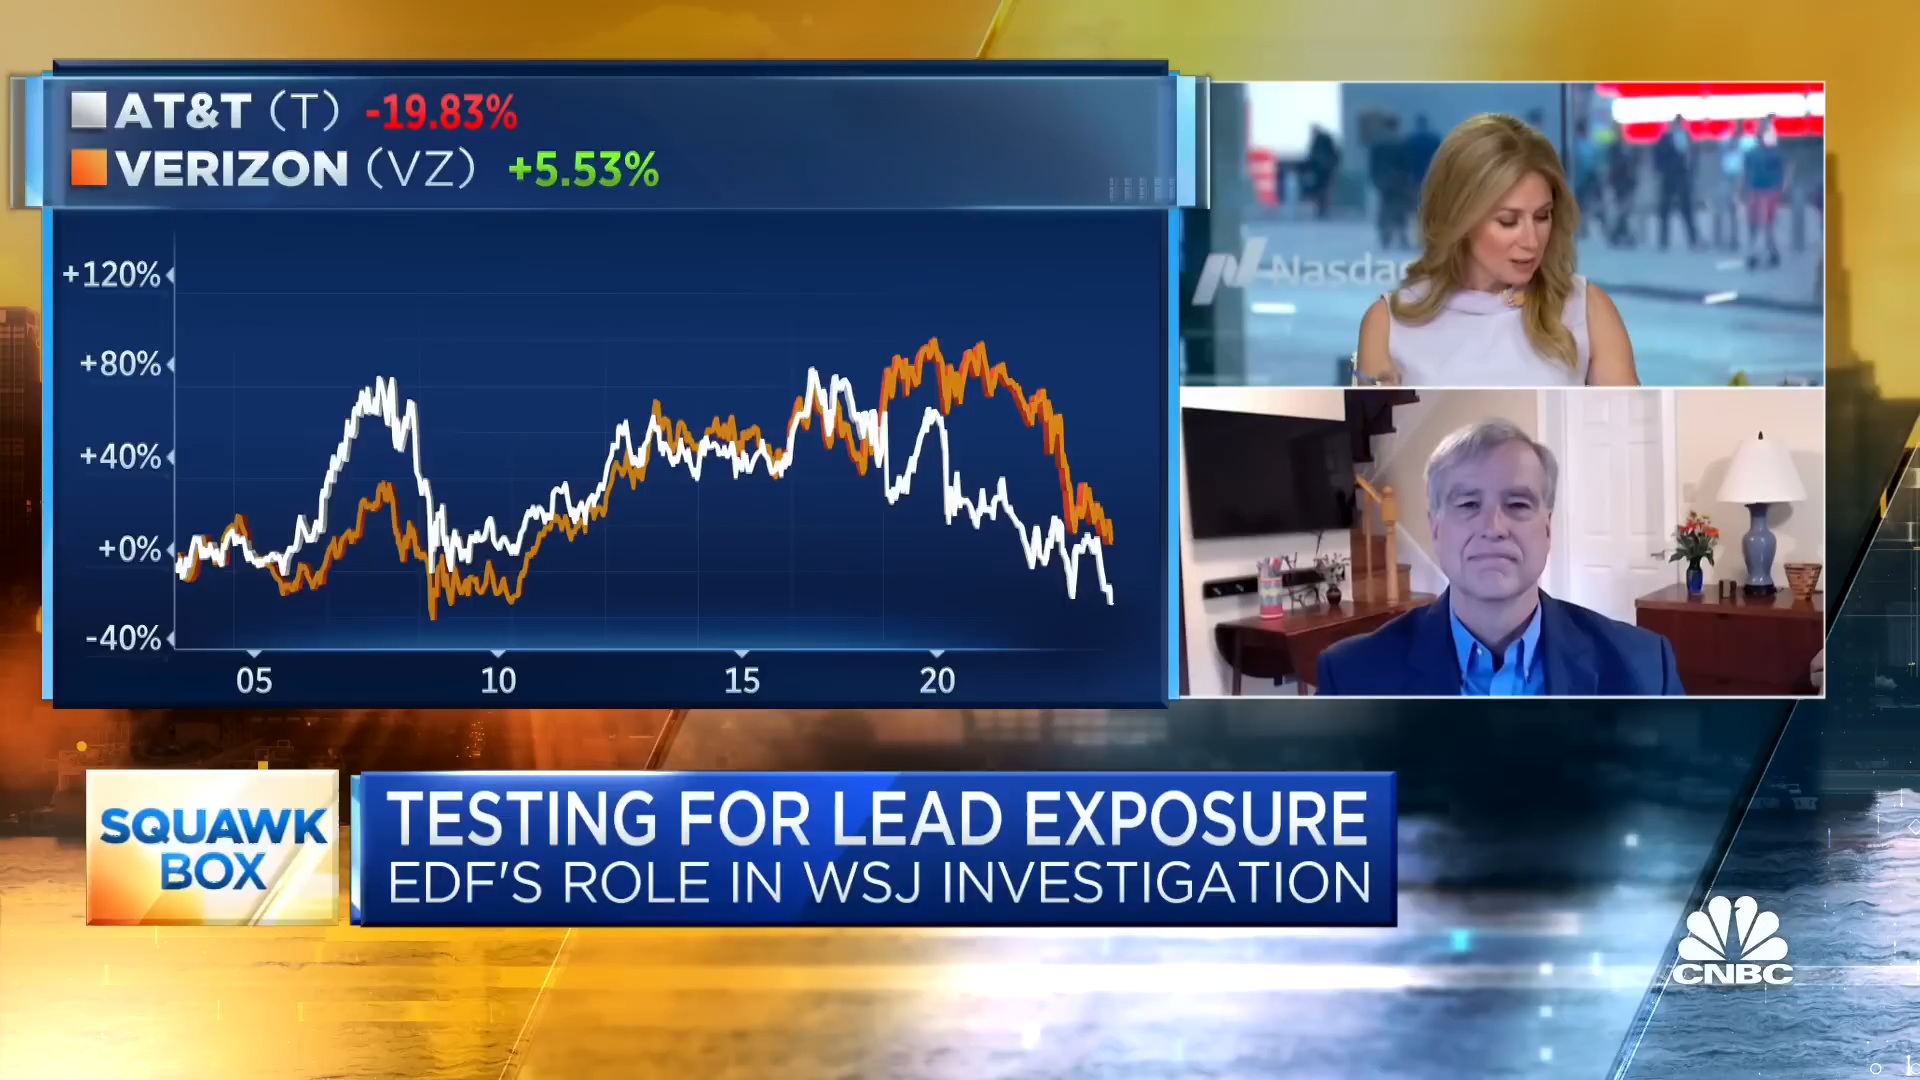 AT&T (T) -19.83%
VERIZON (VZ) +5.53%
+120%
+80%
+40%
+0%
-40%
05 10 15 20
Nasda
SQUAWK
BOX
TESTING FOR LEAD EXPOSURE
EDF'S ROLE IN WSJ INVESTIGATION
CNBC